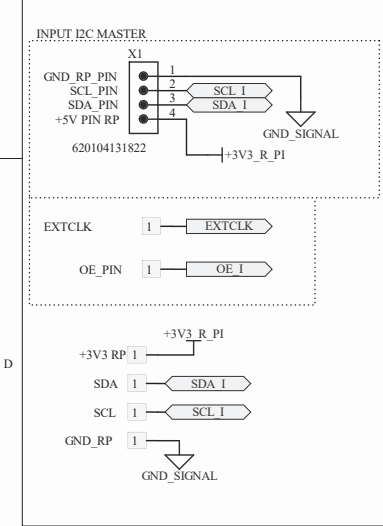 INPUT I2C MASTER
X1
GND_RP_PIN 1
SCL_PIN 2 SCL_I
SDA_PIN 3 SDA_I
+5V PIN RP 4
GND_SIGNAL
620104131822
+3V3_R_PI
EXTCLK 1 EXTCLK
OE_PIN 1 OE_I
+3V3_R_PI
+3V3 RP 1
D
SDA 1 SDA_I
SCL 1 SCL_I
GND_RP 1
GND_SIGNAL